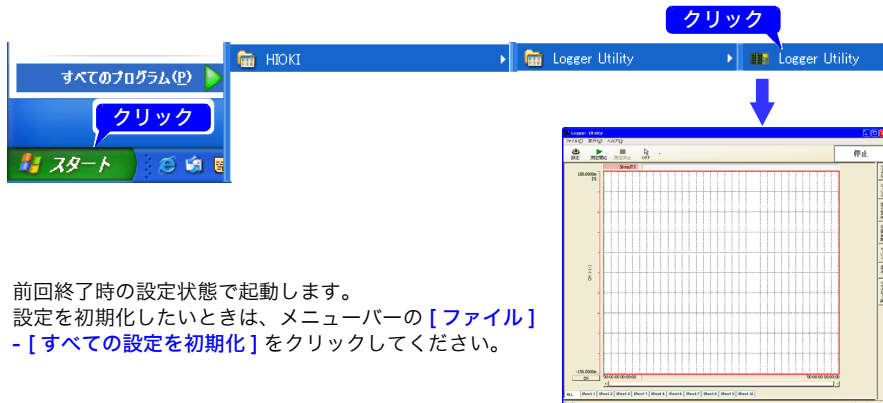 クリック
すべてのプログラム(P)
HIOKI
Logger Utility
Logger Utility
クリック
スタート
Logger Utility
停止
OFF
ALL
前回終了時の設定状態で起動します。
設定を初期化したいときは、メニューバーの [ ファイル ]
- [ すべての設定を初期化 ] をクリックしてください。